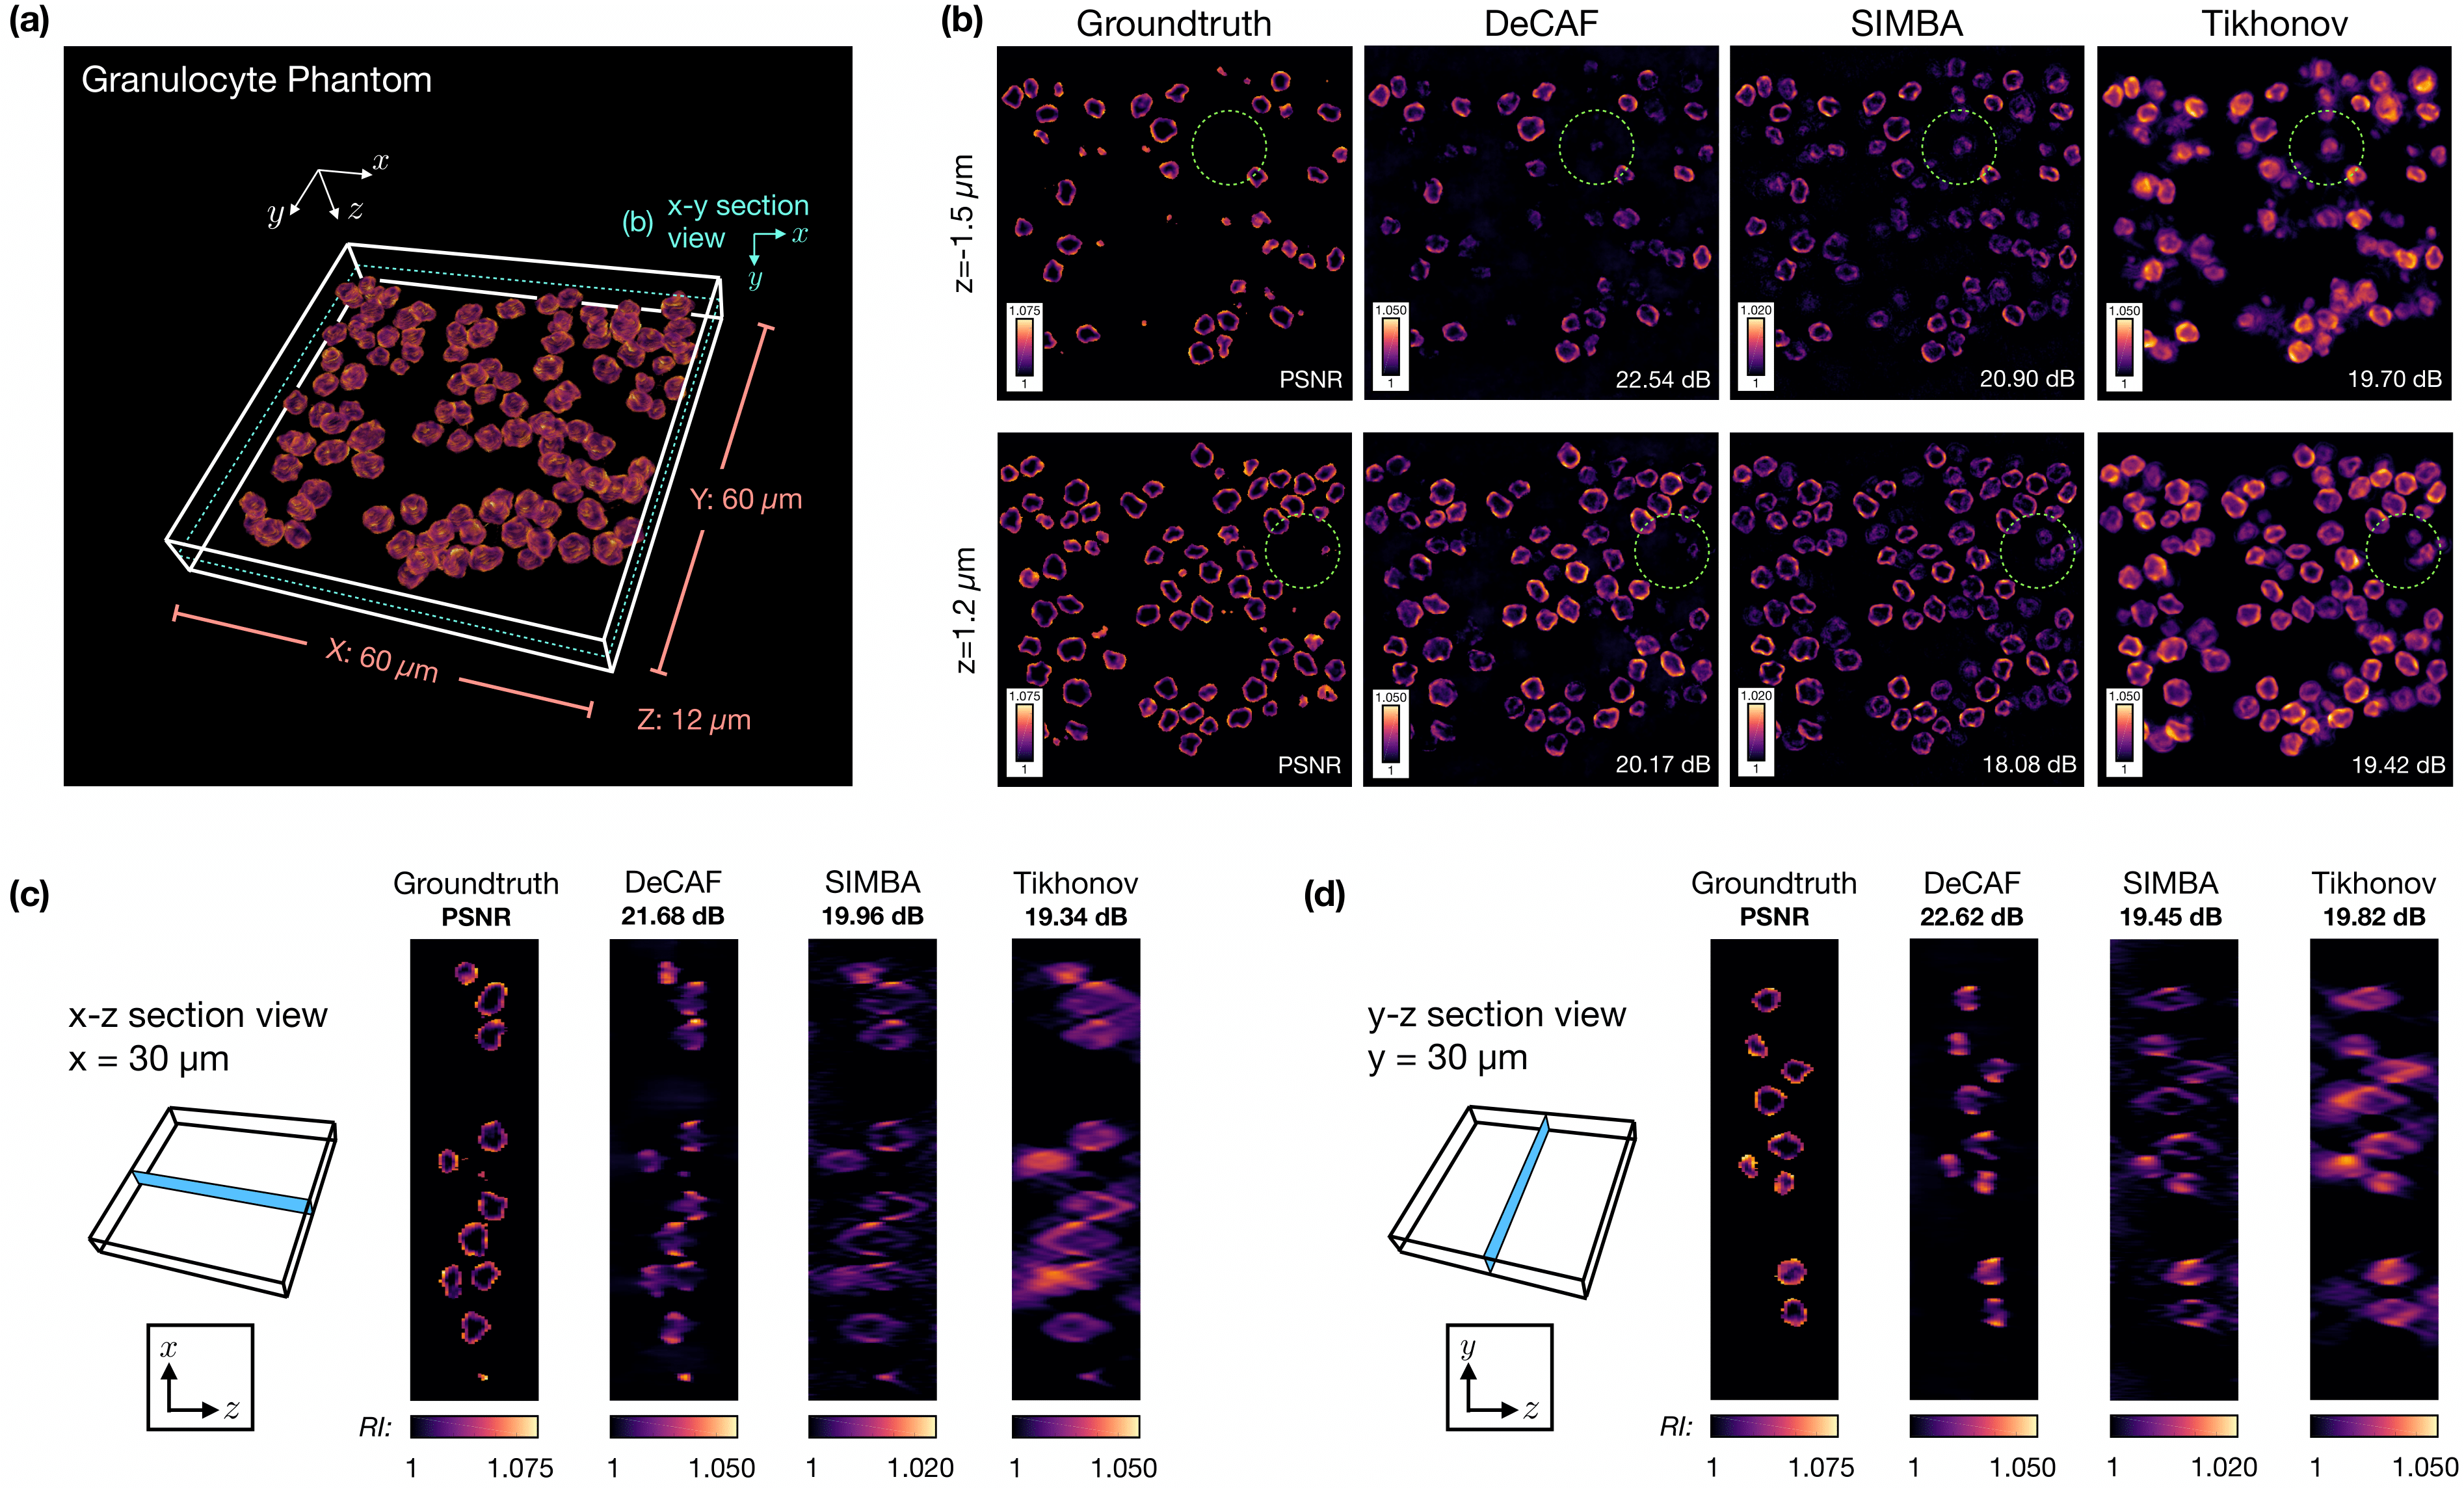 (a)
Granulocyte Phantom
x
y
z
(b)
x-y section
view
x
y
Y: 60 μm
X: 60 μm
Z: 12 μm
(b)
Groundtruth
DeCAF
SIMBA
Tikhonov
z=-1.5 μm
1.075
1
PSNR
1.050
1
22.54 dB
1.020
1
20.90 dB
1.050
1
19.70 dB
z=1.2 μm
1.075
1
PSNR
1.050
1
20.17 dB
1.020
1
18.08 dB
1.050
1
19.42 dB
(c)
Groundtruth
PSNR
DeCAF
21.68 dB
SIMBA
19.96 dB
Tikhonov
19.34 dB
x-z section view
x = 30 μm
x
z
RI:
1 1.075
1 1.050
1 1.020
1 1.050
(d)
Groundtruth
PSNR
DeCAF
22.62 dB
SIMBA
19.45 dB
Tikhonov
19.82 dB
y-z section view
y = 30 μm
y
z
RI:
1 1.075
1 1.050
1 1.020
1 1.050